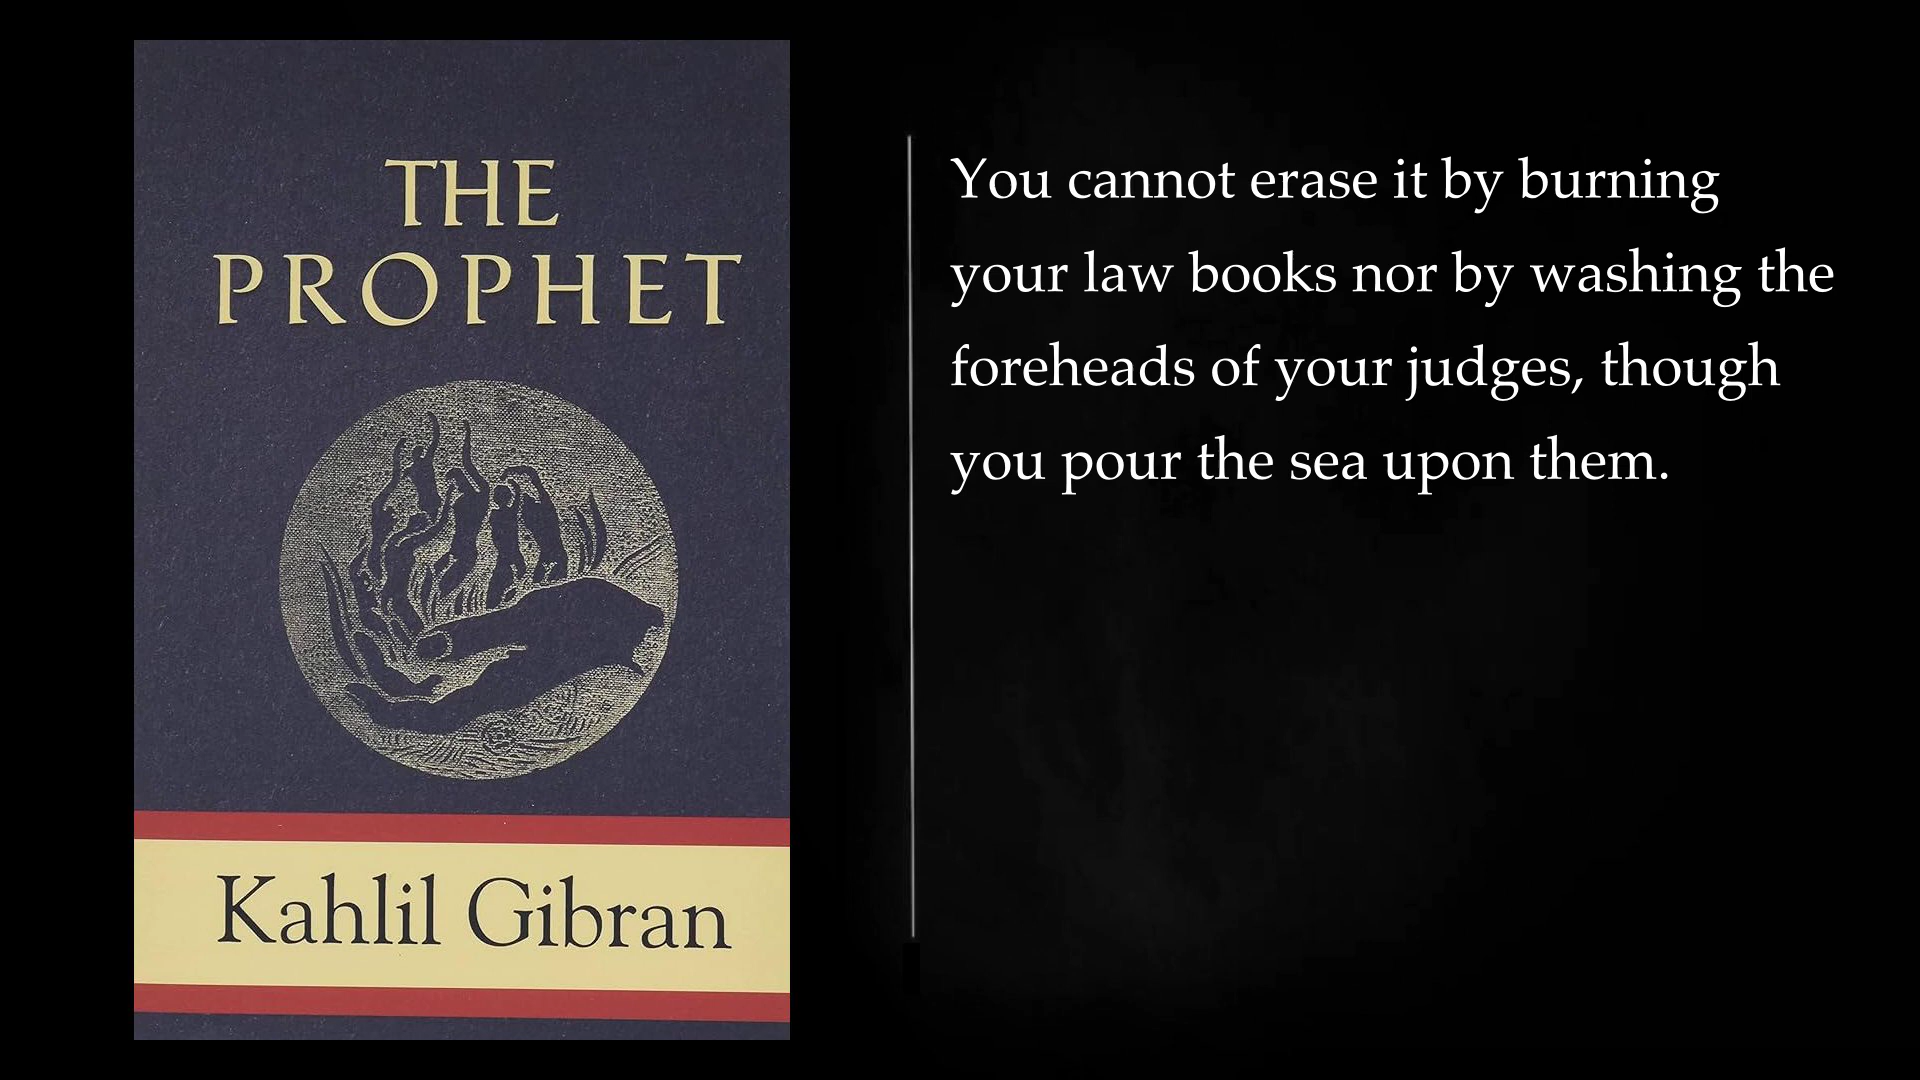 THE
PROPHET
Kahlil Gibran
You cannot erase it by burning
your law books nor by washing the
foreheads of your judges, though
you pour the sea upon them.